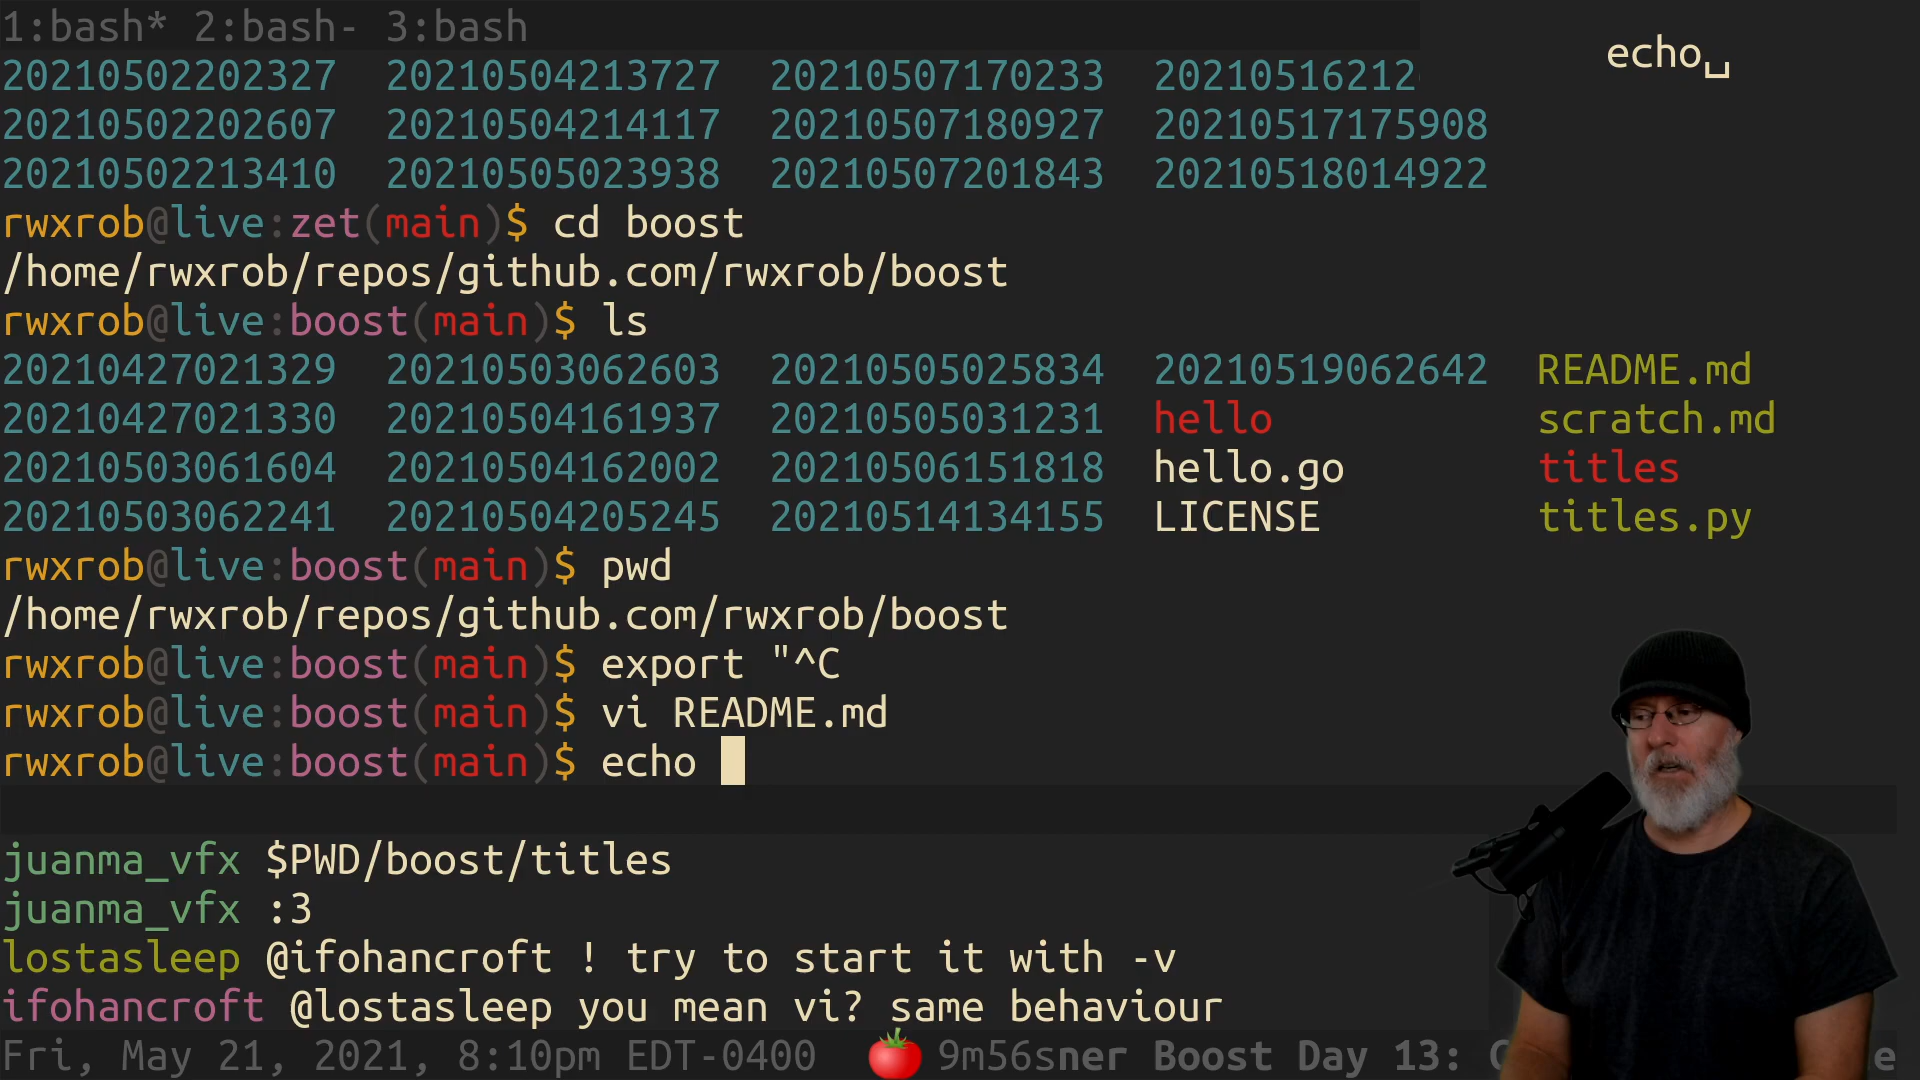 1:bash* 2:bash- 3:bash
echo␣
20210502202327 20210504213727 20210507170233 20210516212
20210502202607 20210504214117 20210507180927 20210517175908
20210502213410 20210505023938 20210507201843 20210518014922
rwxrob@live:zet(main)$ cd boost
/home/rwxrob/repos/github.com/rwxrob/boost
rwxrob@live:boost(main)$ ls
20210427021329 20210503062603 20210505025834 20210519062642 README.md
20210427021330 20210504161937 20210505031231 hello scratch.md
20210503061604 20210504162002 20210506151818 hello.go titles
20210503062241 20210504205245 20210514134155 LICENSE titles.py
rwxrob@live:boost(main)$ pwd
/home/rwxrob/repos/github.com/rwxrob/boost
rwxrob@live:boost(main)$ export "^C
rwxrob@live:boost(main)$ vi README.md
rwxrob@live:boost(main)$ echo
juanma_vfx $PWD/boost/titles
juanma_vfx :3
lostasleep @ifohancroft ! try to start it with -v
ifohancroft @lostasleep you mean vi? same behaviour
Fri, May 21, 2021, 8:10pm EDT-0400 🍅 9m56sner Boost Day 13: